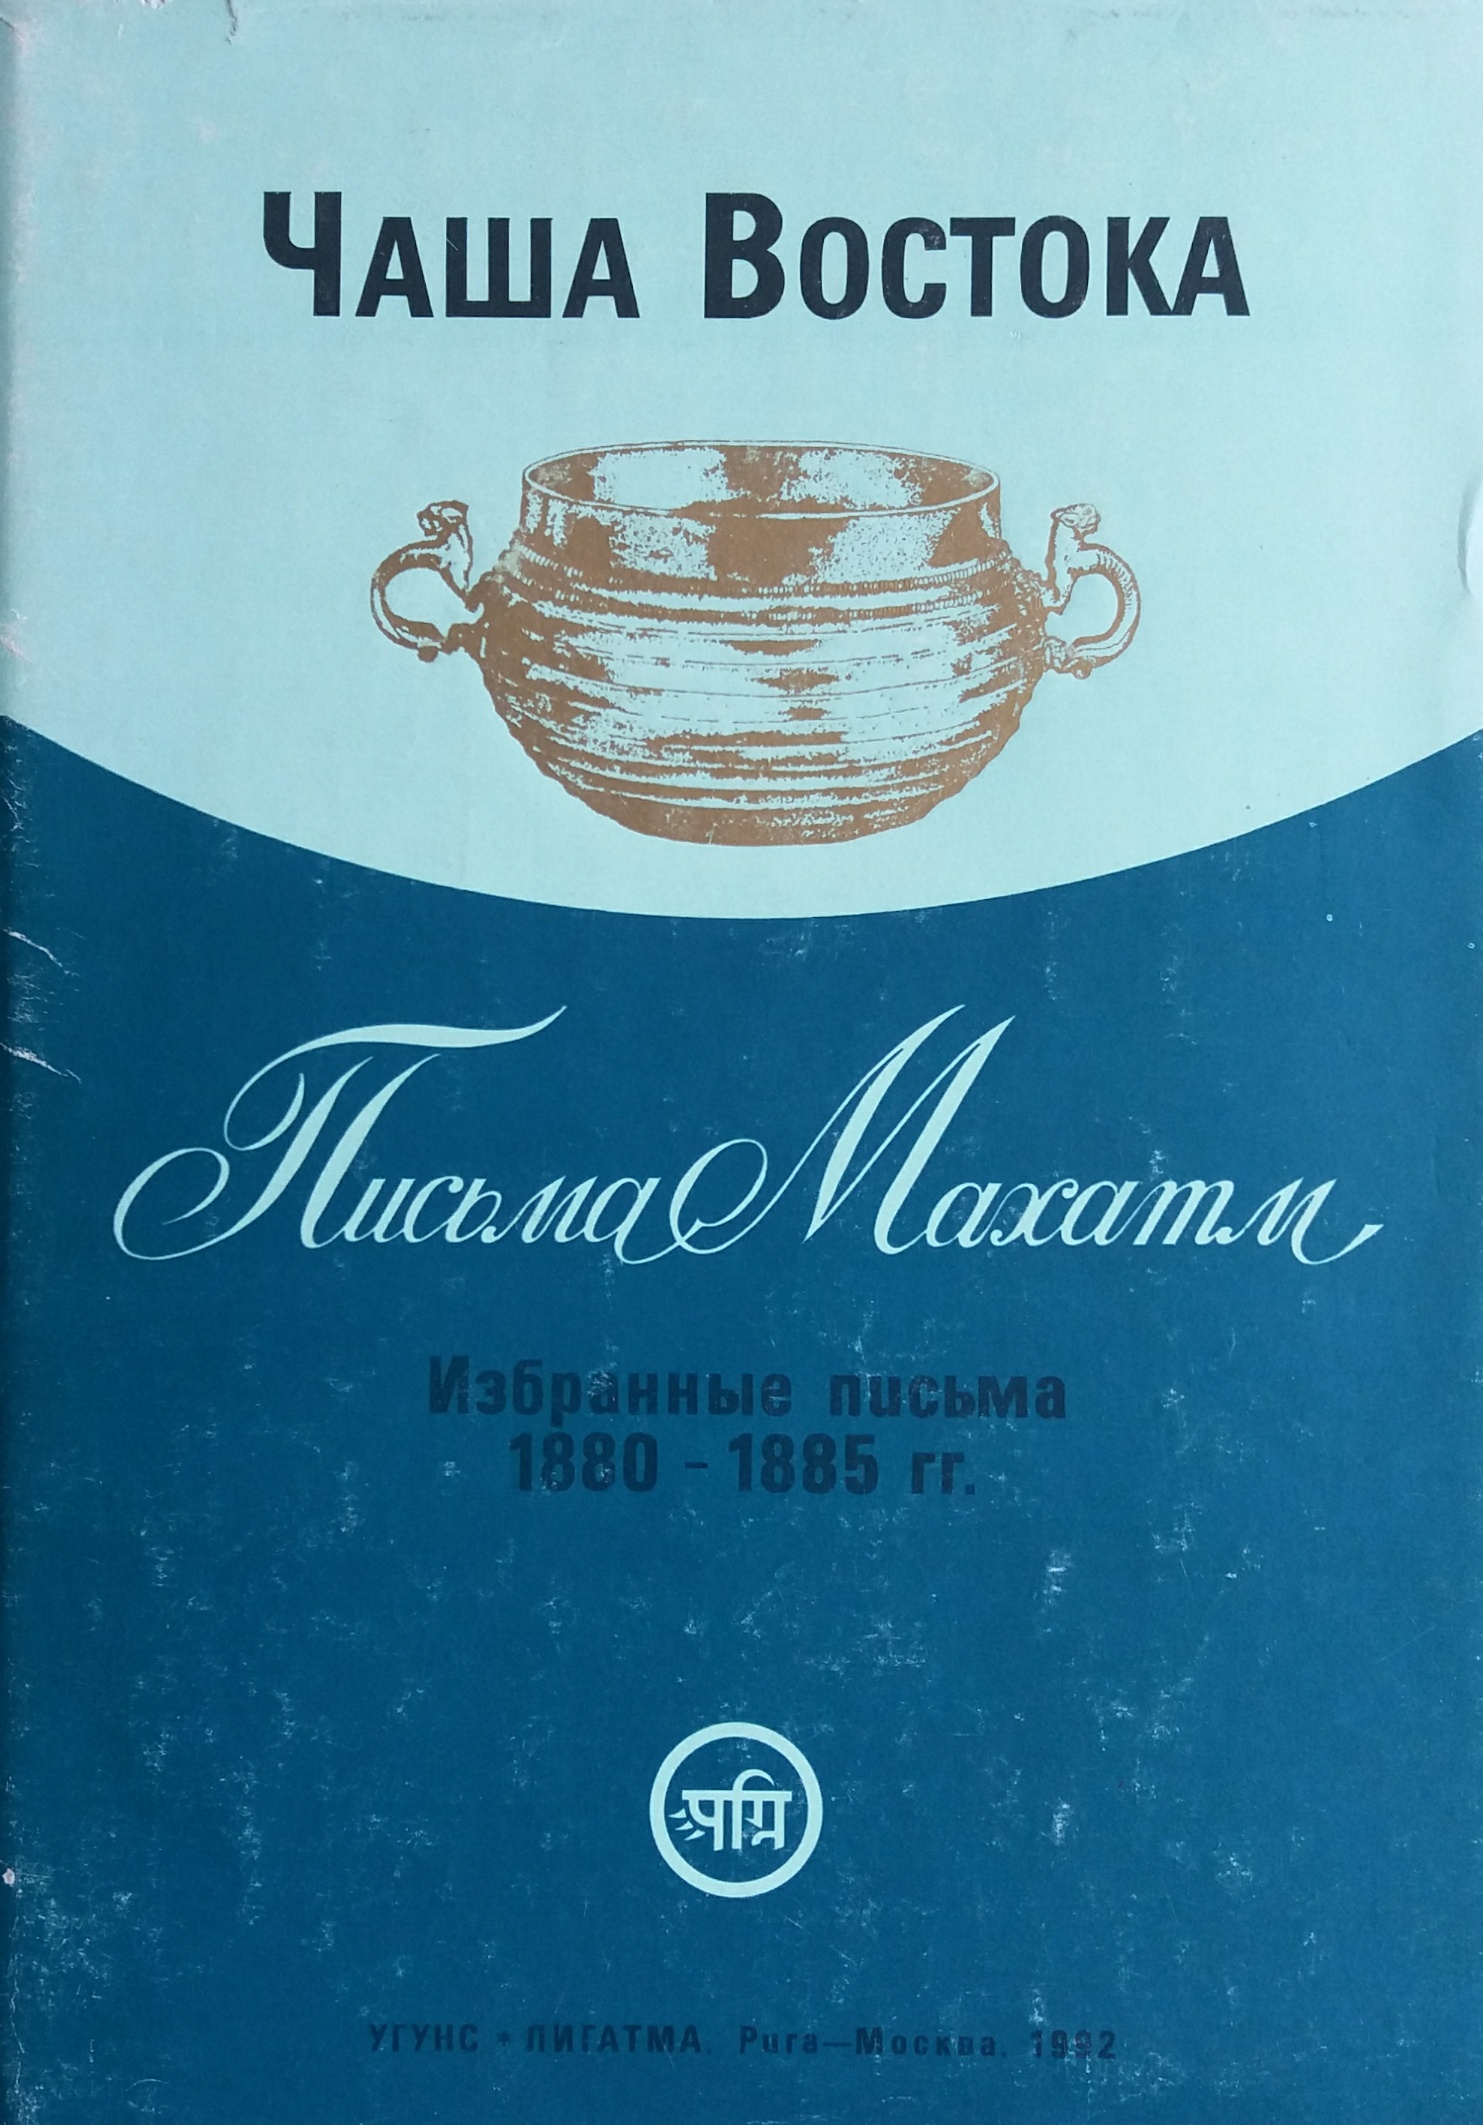 Чаша Востока
Письма Махатм
Избранные письма
1880 - 1885 гг.
УГУНС * ЛИГАТМА. Рига—Москва. 1992